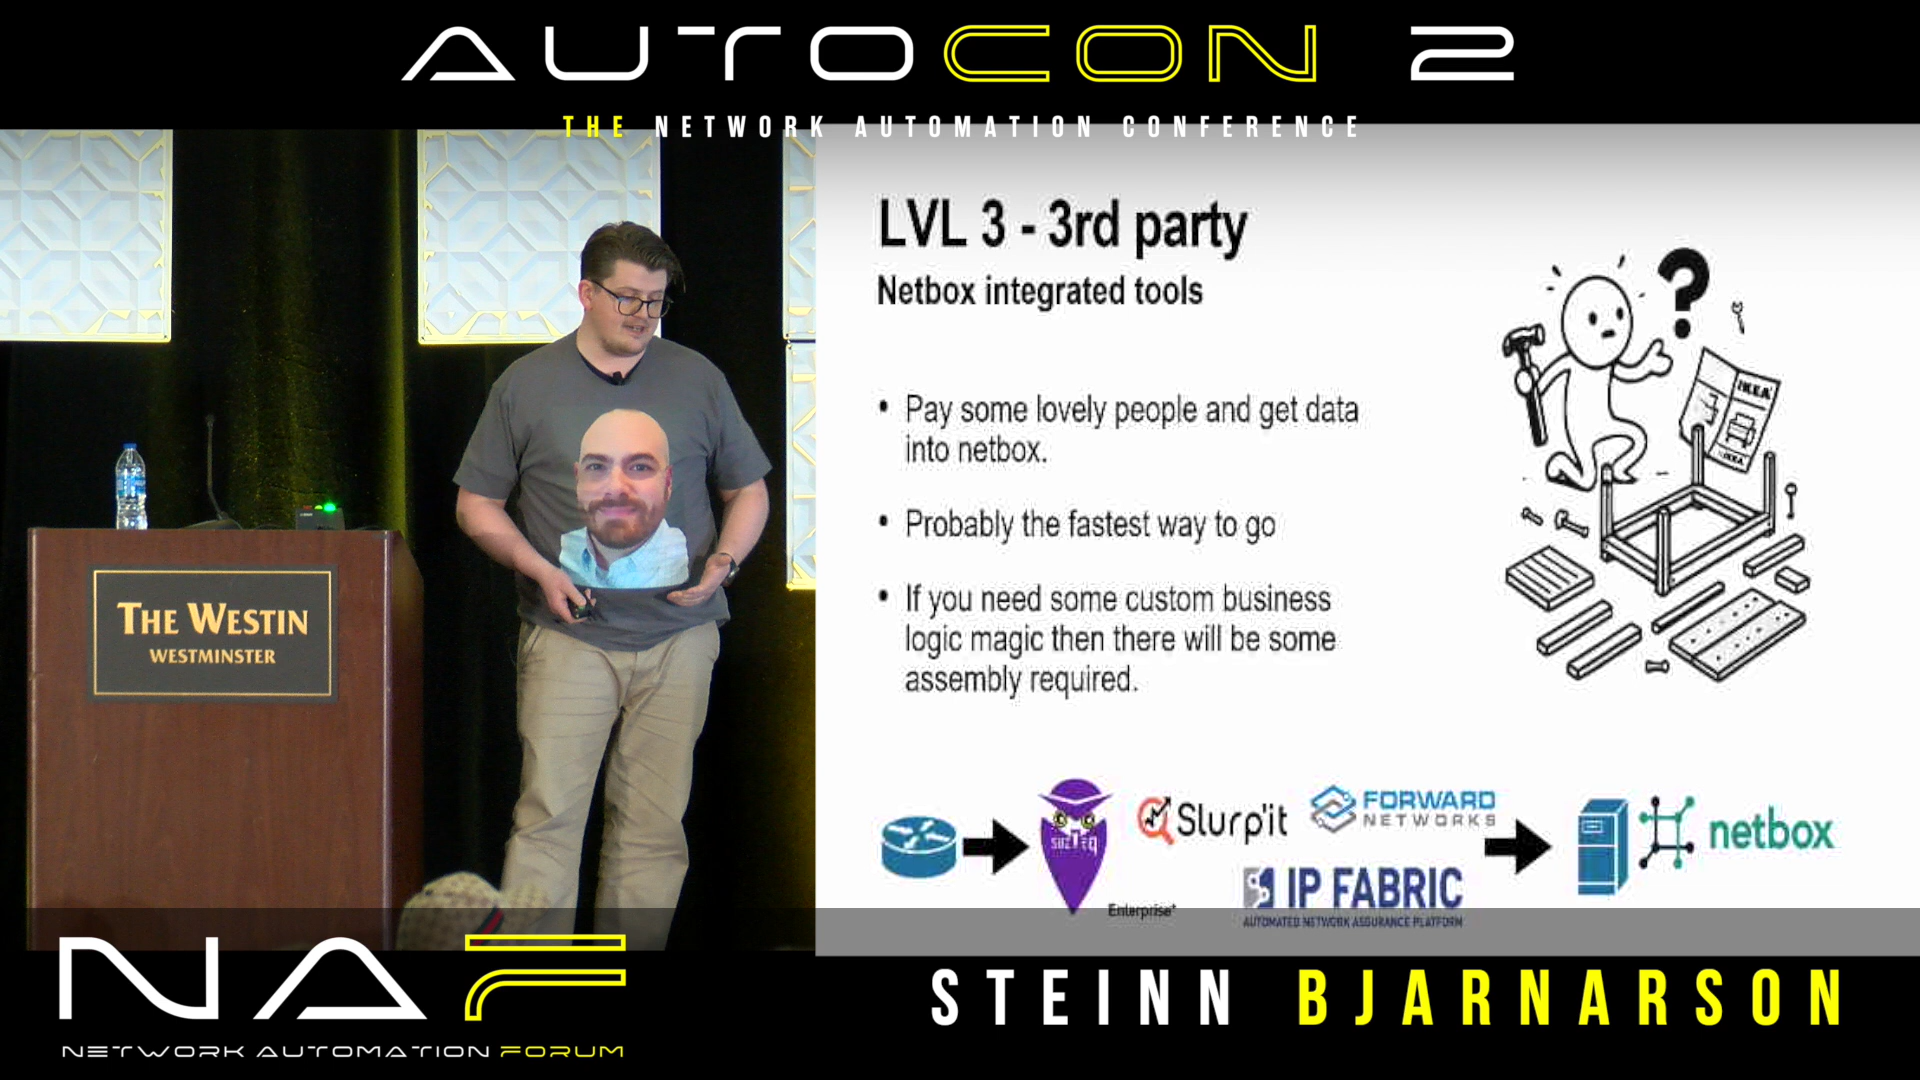 AUTOCON 2
THE NETWORK AUTOMATION CONFERENCE
LVL 3 - 3rd party
Netbox integrated tools
• Pay some lovely people and get data
into netbox.
• Probably the fastest way to go
• If you need some custom business
logic magic then there will be some
assembly required.
IKEA
IKEA
SUZIEQ
Enterprise*
Slurp'it
FORWARD
NETWORKS
IP FABRIC
AUTOMATED NETWORK ASSURANCE PLATFORM
netbox
THE WESTIN
WESTMINSTER
NAF
NETWORK AUTOMATION FORUM
STEINN BJARNARSON